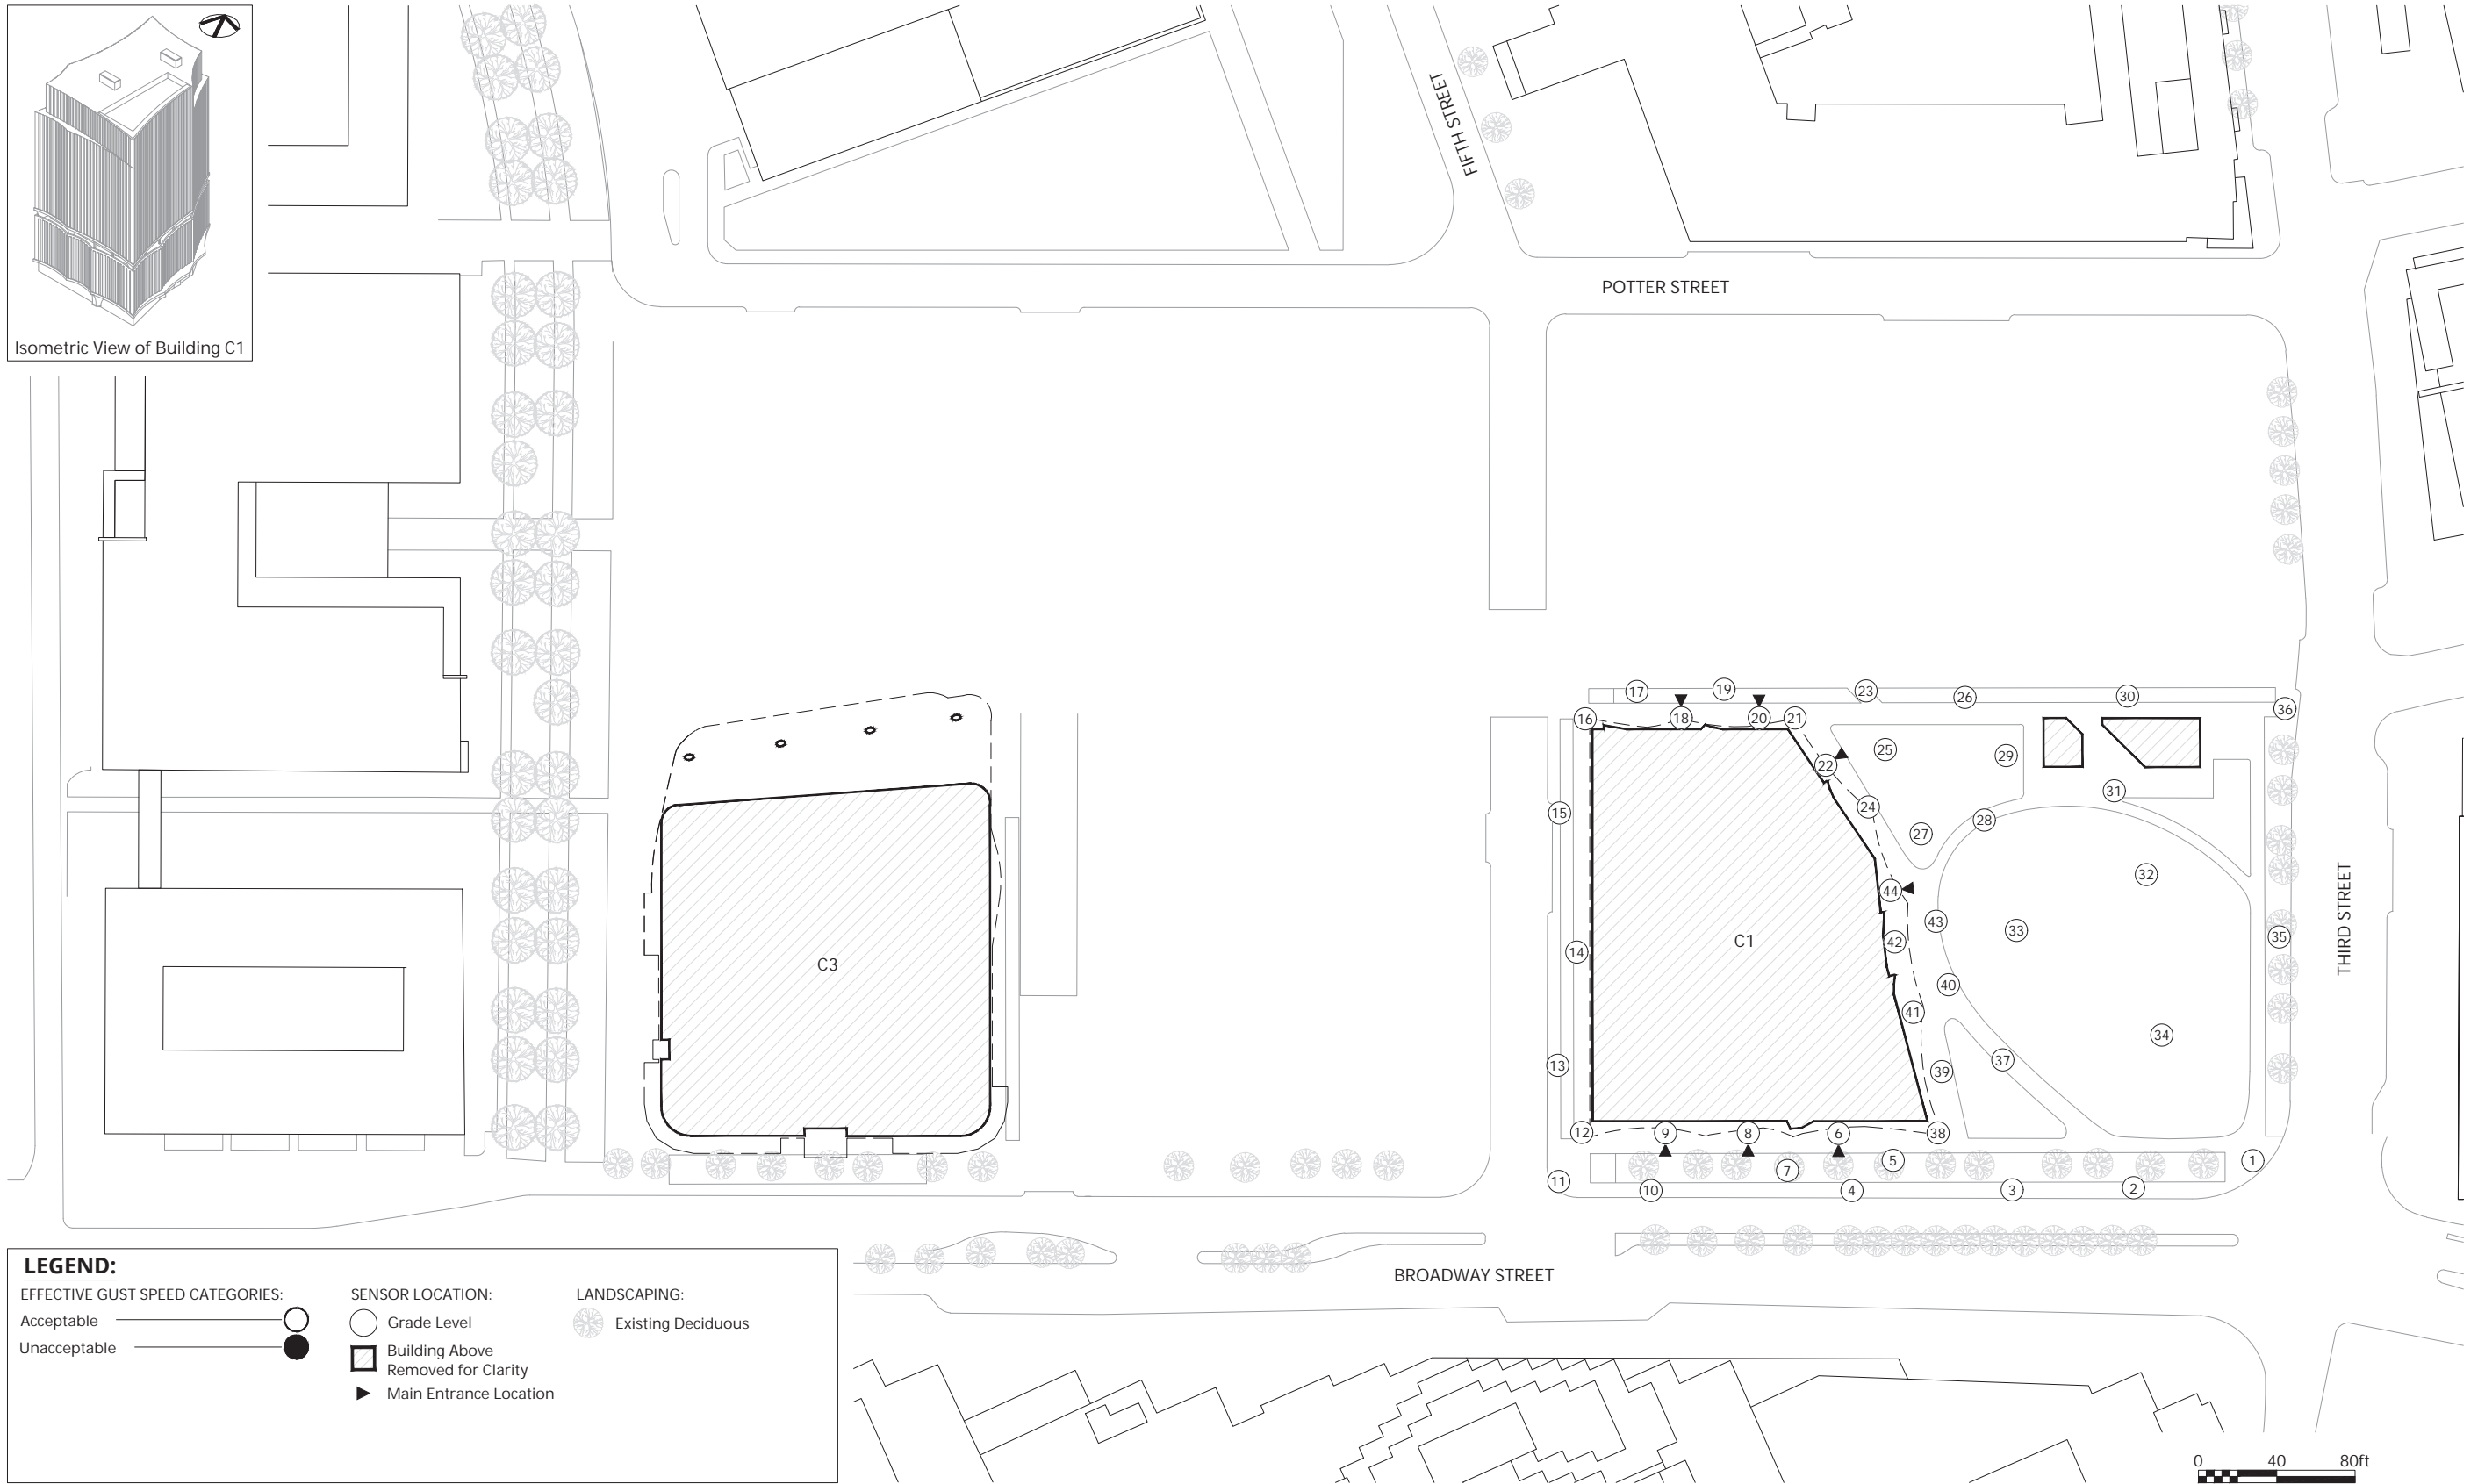 Isometric View of Building C1
FIFTH STREET
POTTER STREET
17
19
23
26
30
36
16
18
20
21
25
29
22
31
24
15
28
27
32
44
THIRD STREET
43
33
35
C1
42
14
C3
40
41
34
37
13
39
12
9
8
6
38
5
1
7
11
10
4
3
2
BROADWAY STREET
LEGEND:
EFFECTIVE GUST SPEED CATEGORIES:
Acceptable
Unacceptable
SENSOR LOCATION:
Grade Level
Building Above
Removed for Clarity
Main Entrance Location
LANDSCAPING:
Existing Deciduous
0 40 80ft